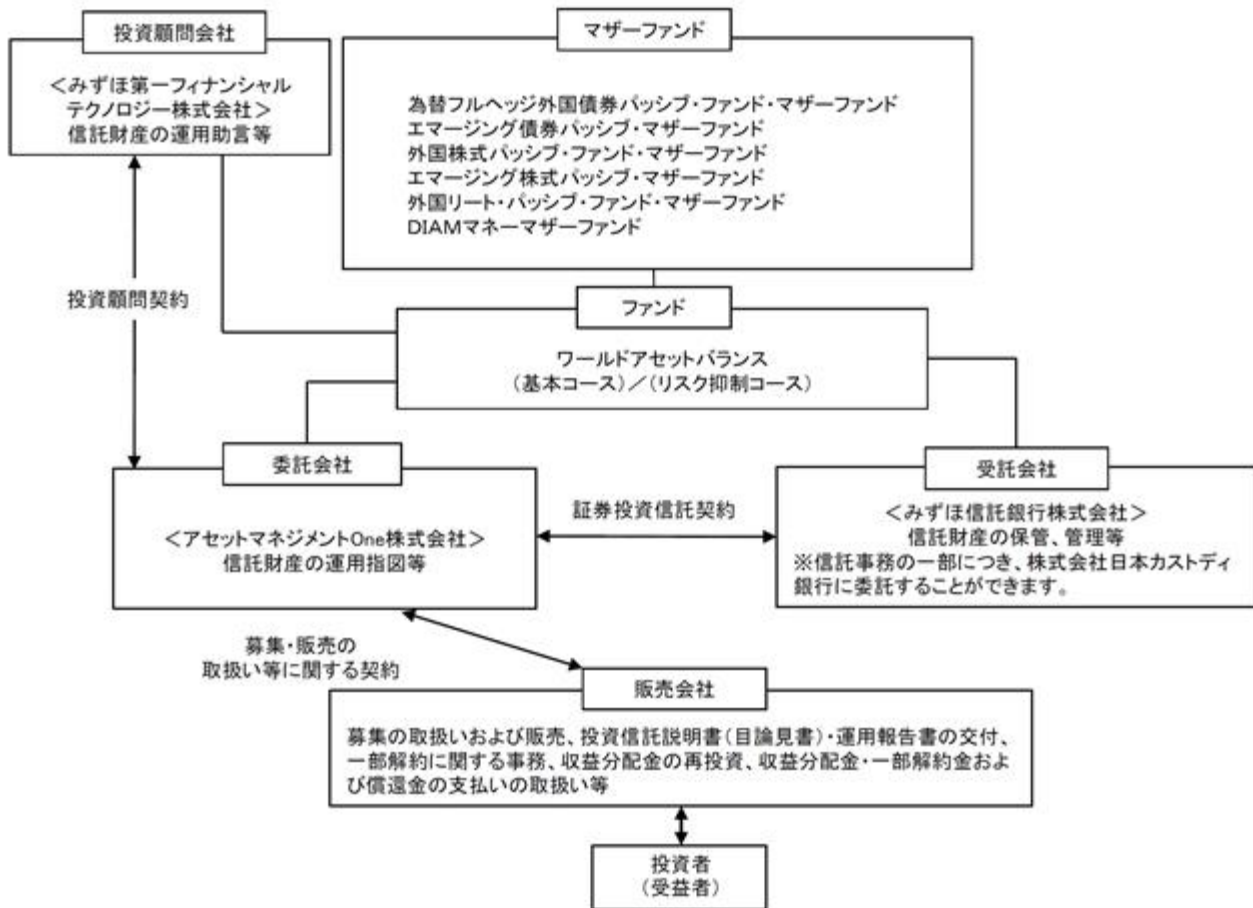 投資顧問会社
＜みずほ第一フィナンシャル
テクノロジー株式会社＞
信託財産の運用助言等
マザーファンド
為替フルヘッジ外国債券パッシブ・ファンド・マザーファンド
エマージング債券パッシブ・マザーファンド
外国株式パッシブ・ファンド・マザーファンド
エマージング株式パッシブ・マザーファンド
外国リート・パッシブ・ファンド・マザーファンド
DIAMマネーマザーファンド
投資顧問契約
ファンド
ワールドアセットバランス
（基本コース）／（リスク抑制コース）
委託会社
＜アセットマネジメントOne株式会社＞
信託財産の運用指図等
証券投資信託契約
受託会社
＜みずほ信託銀行株式会社＞
信託財産の保管、管理等
※信託事務の一部につき、株式会社日本カストディ
銀行に委託することができます。
募集・販売の
取扱い等に関する契約
販売会社
募集の取扱いおよび販売、投資信託説明書（目論見書）・運用報告書の交付、
一部解約に関する事務、収益分配金の再投資、収益分配金・一部解約金およ
び償還金の支払いの取扱い等
投資者
（受益者）